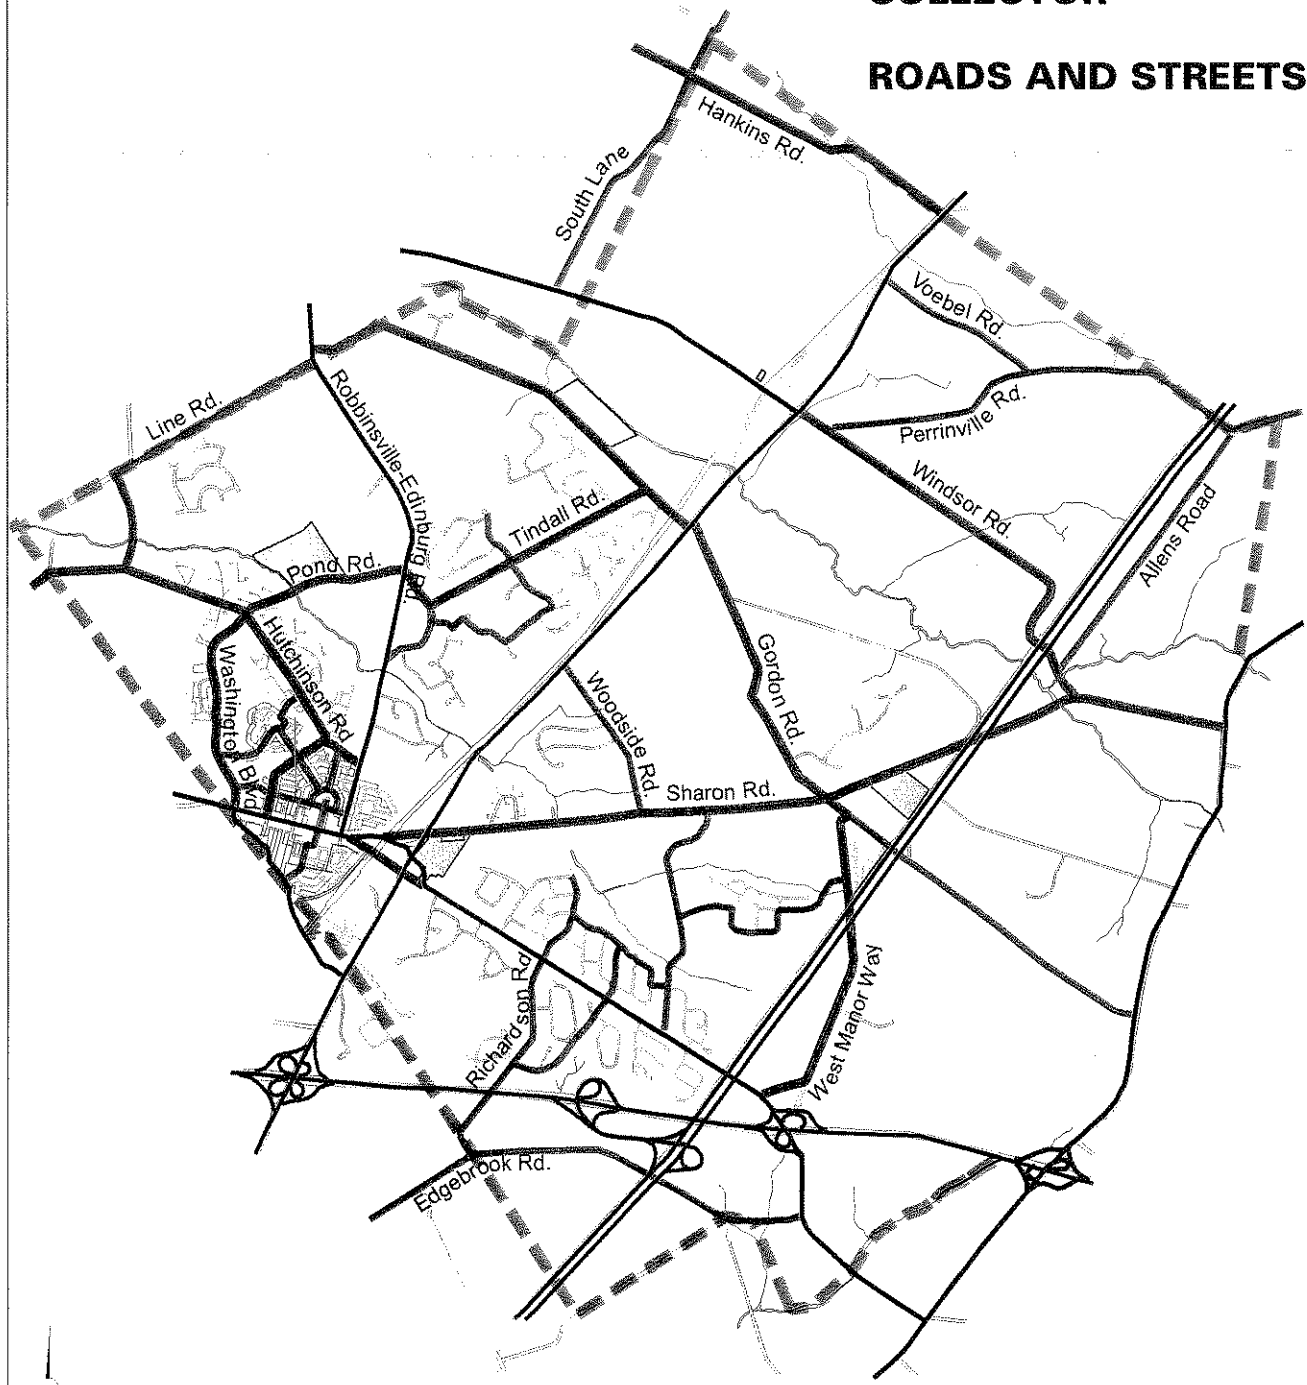 ROADS AND STREETS
Hankins Rd.
South Lane
Voebel Rd.
Perrinville Rd.
Line Rd.
Robbinsville-Edinburg Rd.
Windsor Rd.
Allens Road
Tindall Rd.
Pond Rd.
Hutchinson Rd
Washington Blvd.
Woodside Rd.
Gordon Rd.
Sharon Rd.
Richardson Rd
West Manor Way
Edgebrook Rd.